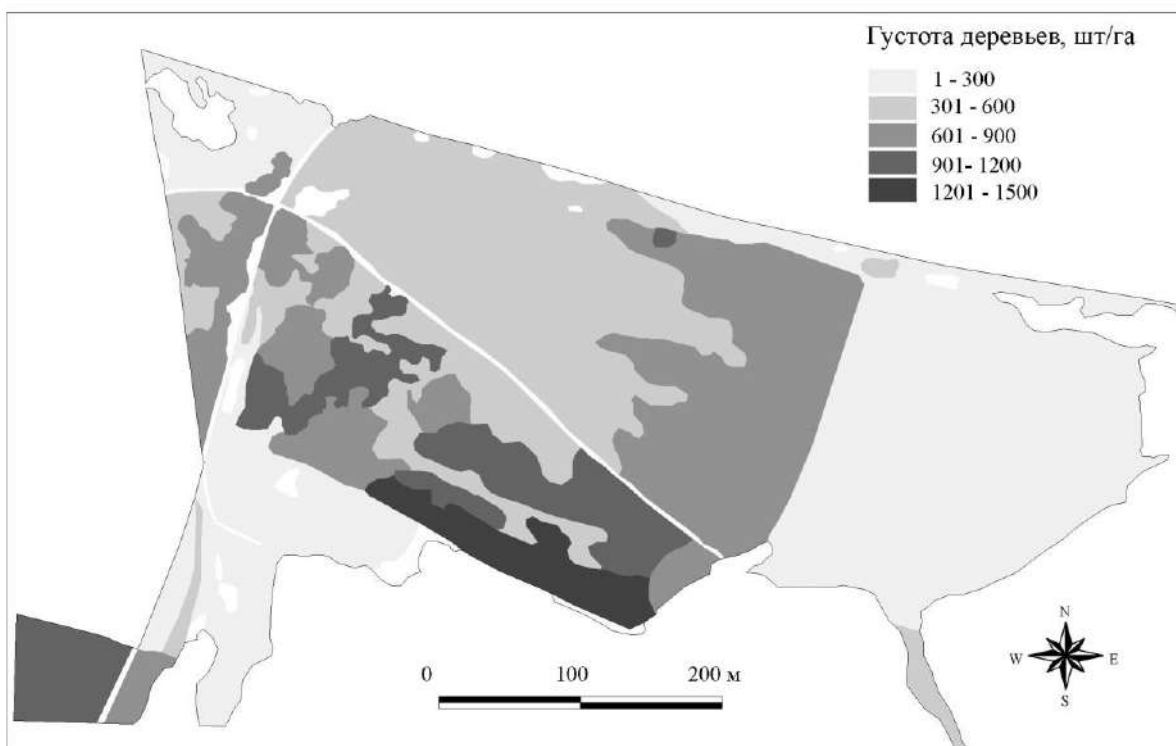 Густота деревьев, шт/га
1 - 300
301 - 600
601 - 900
901- 1200
1201 - 1500
N
W E
S
0 100 200 м